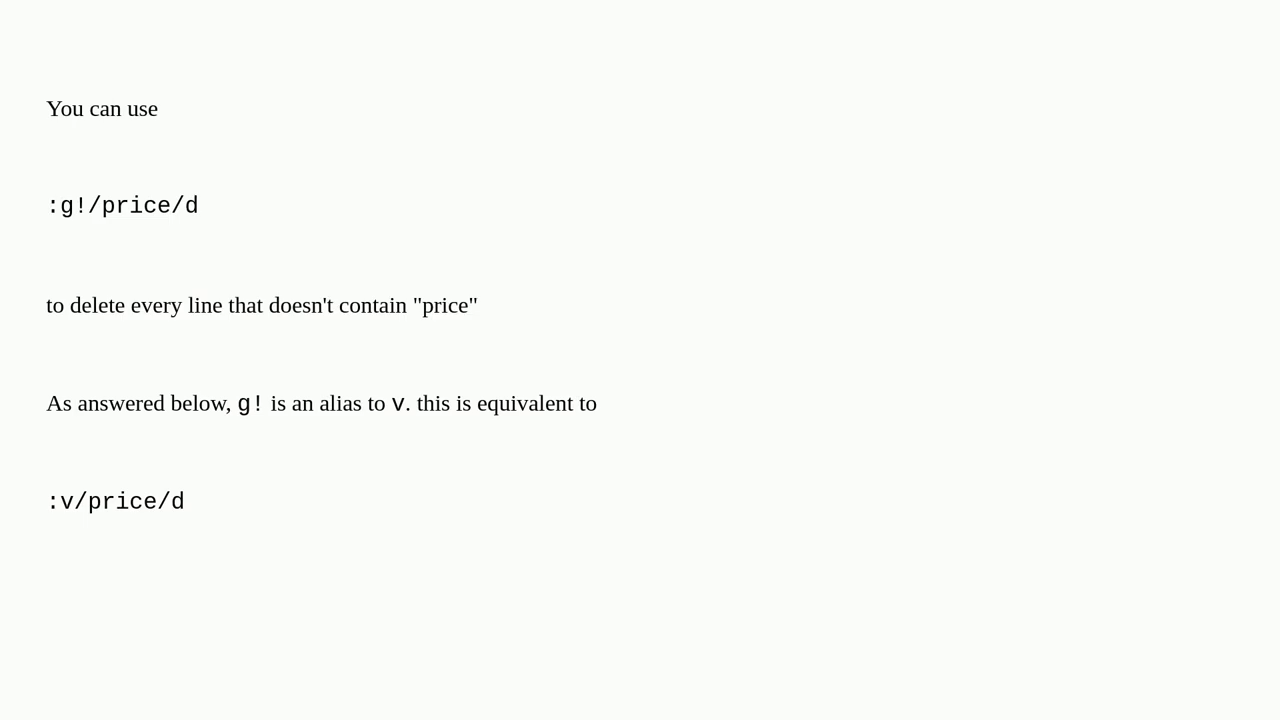 You can use
:g!/price/d
to delete every line that doesn't contain "price"
As answered below, g! is an alias to v. this is equivalent to
:v/price/d